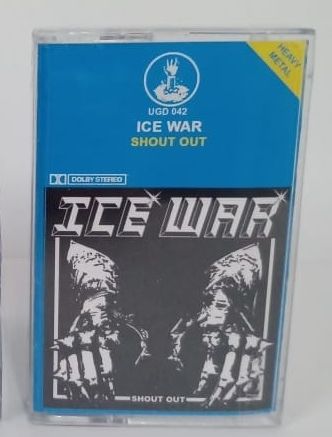 HEAVY
METAL
UGD 042
ICE WAR
SHOUT OUT
DOLBY STEREO
ICE WAR
SHOUT OUT